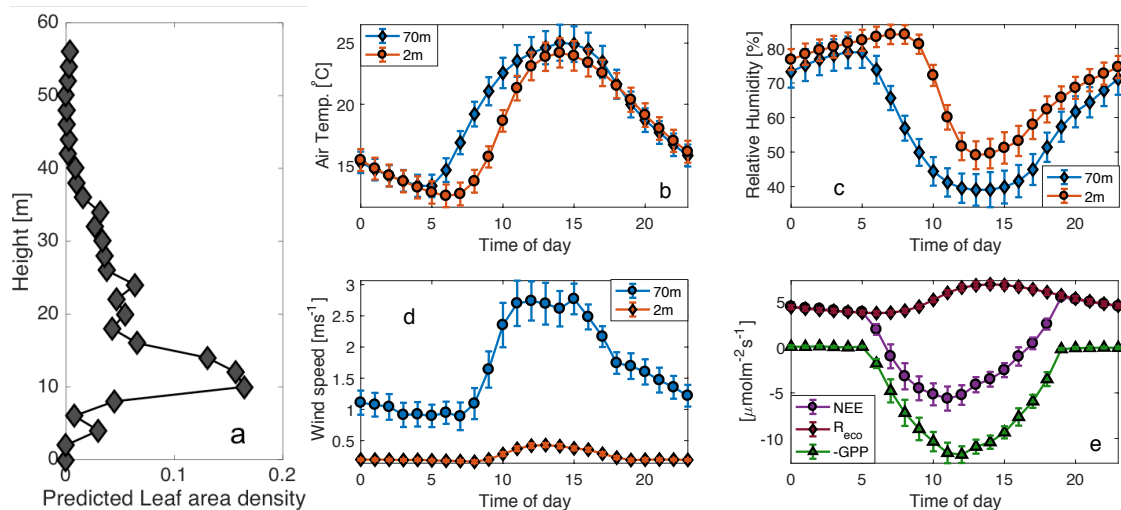 60
50
40
30
20
10
0
Height [m]
0.1
0.2
Predicted Leaf area density
a
25
20
15
Air Temp. [°C]
70m
2m
b
0
5
10
15
20
Time of day
80
60
40
Relative Humidity [%]
c
70m
2m
0
5
10
15
20
Time of day
3
2.5
2
1.5
1
0.5
Wind speed [ms-1]
d
70m
2m
0
5
10
15
20
Time of day
5
0
-5
-10
[μmolm-2s-1]
NEE
Reco
-GPP
e
0
5
10
15
20
Time of day